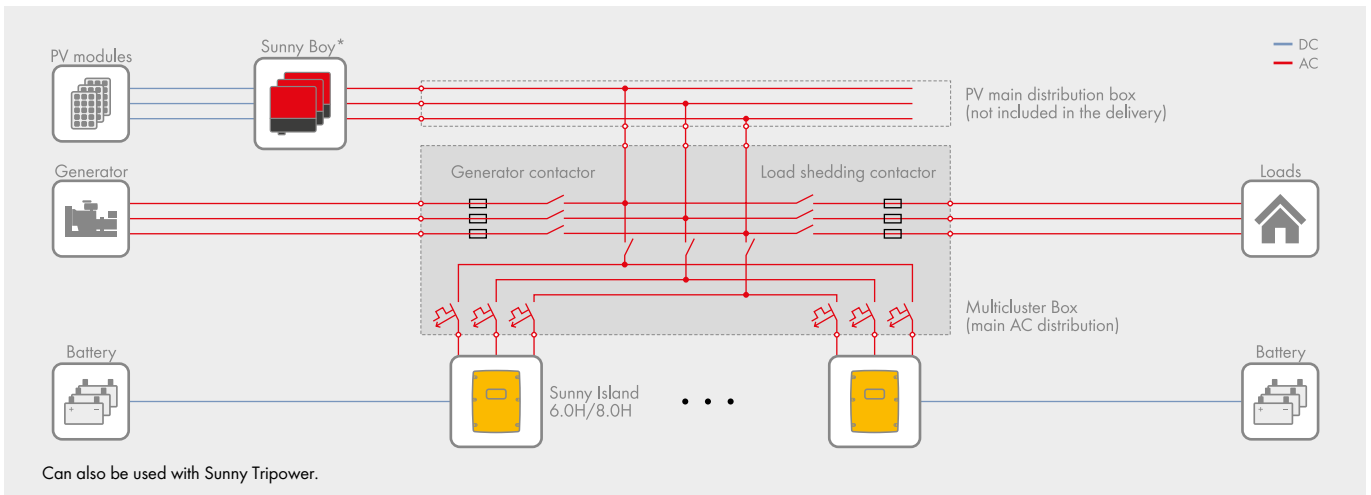 PV modules
Sunny Boy*
DC
AC
PV main distribution box
(not included in the delivery)
Generator
Generator contactor
Load shedding contactor
Loads
Multicluster Box
(main AC distribution)
Battery
Sunny Island
6.0H/8.0H
• • •
Battery
+ −
+ −
Can also be used with Sunny Tripower.